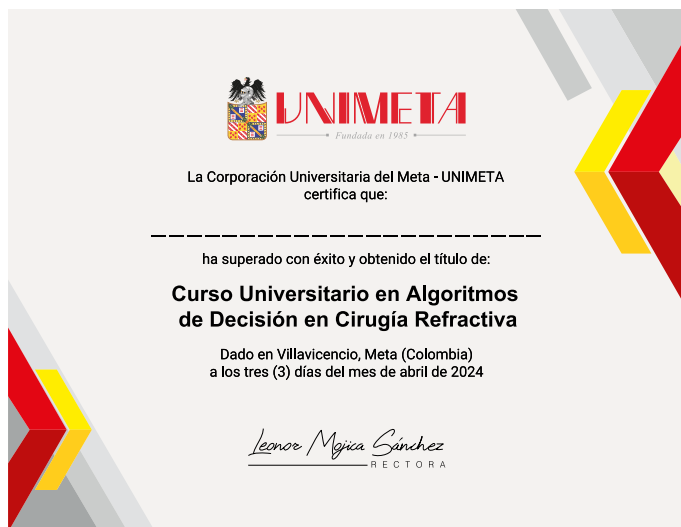 UNIMETA
Fundada en 1985
La Corporación Universitaria del Meta - UNIMETA
certifica que:
ha superado con éxito y obtenido el título de:
Curso Universitario en Algoritmos
de Decisión en Cirugía Refractiva
Dado en Villavicencio, Meta (Colombia)
a los tres (3) días del mes de abril de 2024
Leonor Mojica Sánchez
RECTORA